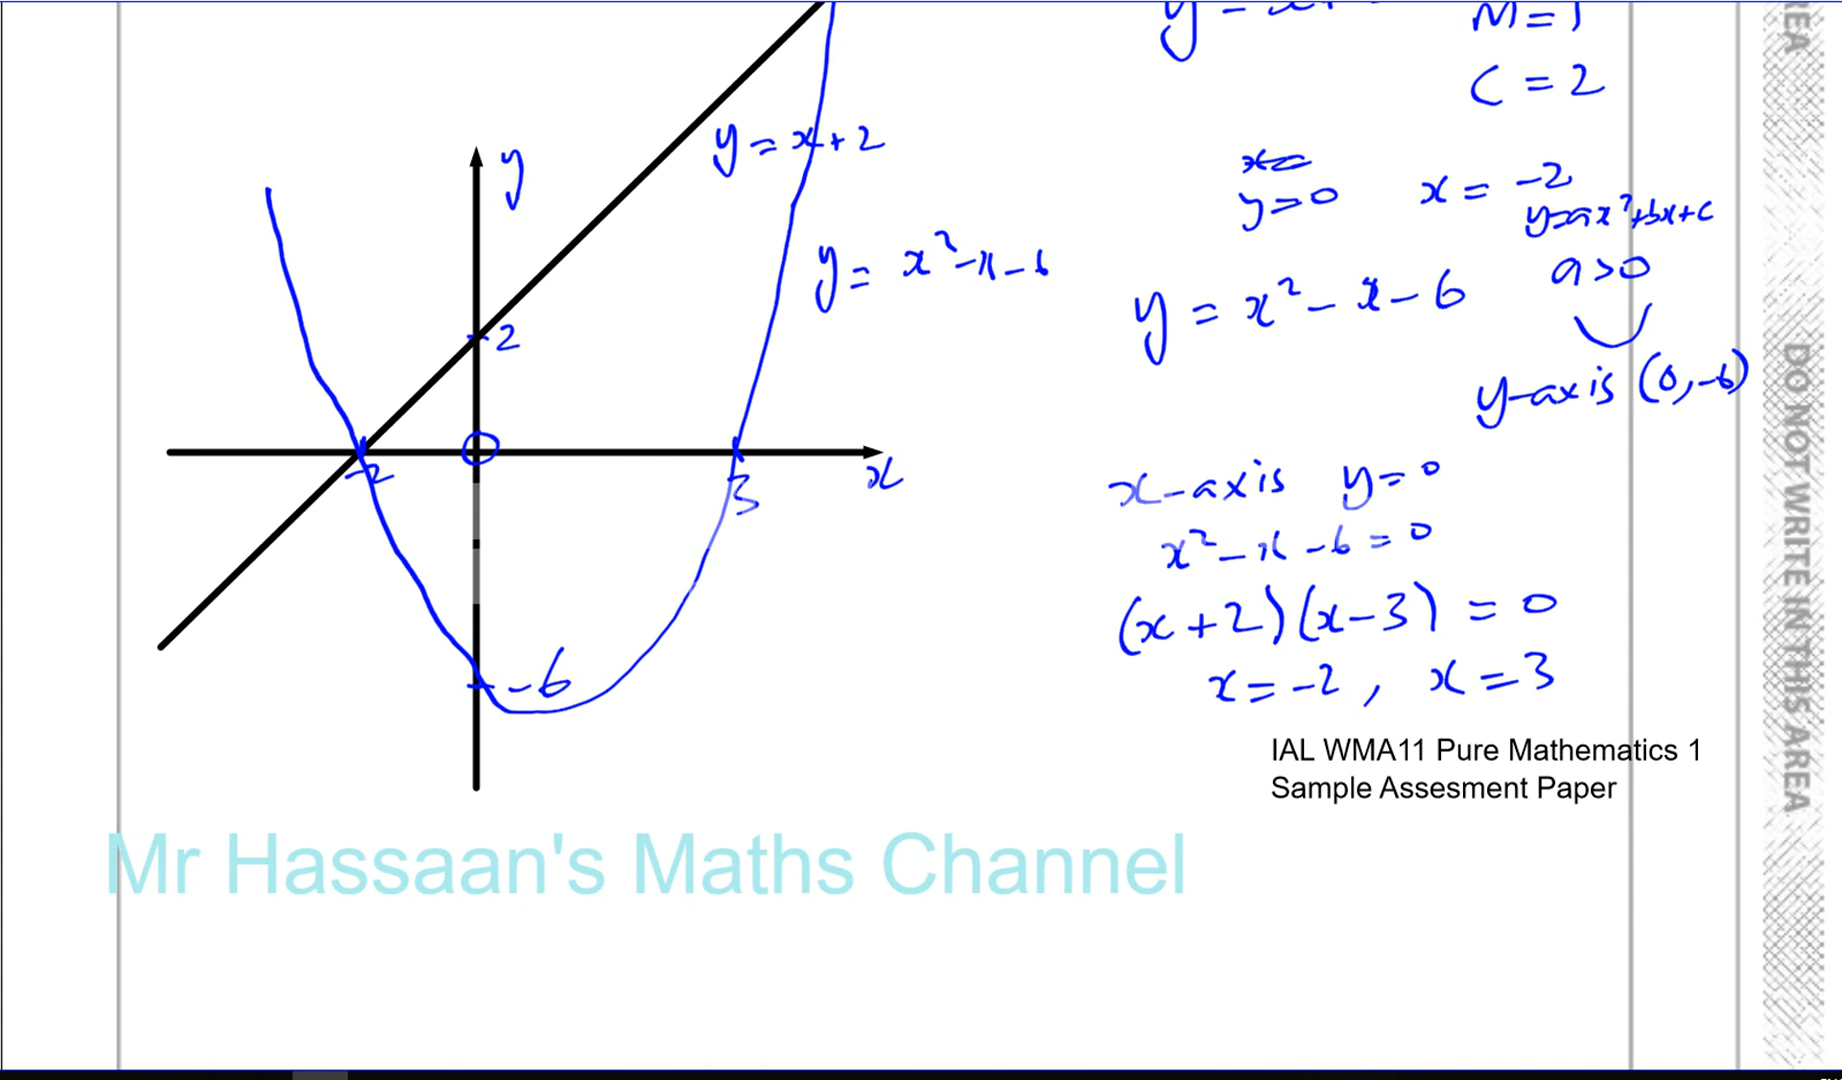 M = 1
C = 2
y
y = x + 2
x=
y=0 x = -2
y=ax²+bx+c
y = x²-x-6
a>0
y = x² - x - 6
2
y-axis (0,-6)
O
-2
3
x
x-axis y=0
x² - x - 6 = 0
(x+2)(x-3) = 0
-6
x = -2, x = 3
IAL WMA11 Pure Mathematics 1
Sample Assesment Paper
Mr Hassaan's Maths Channel
REA
DO NOT WRITE IN THIS AREA